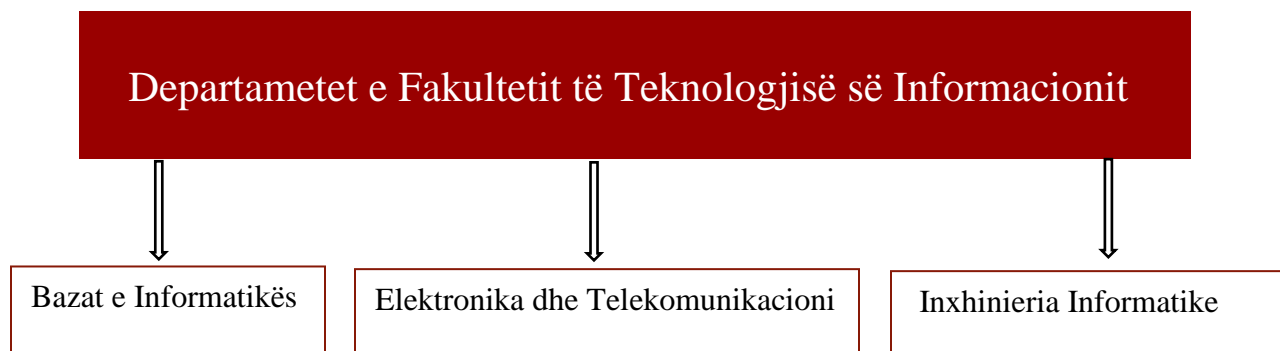 Departametet e Fakultetit të Teknologjisë së Informacionit
Bazat e Informatikës
Elektronika dhe Telekomunikacioni
Inxhinieria Informatike